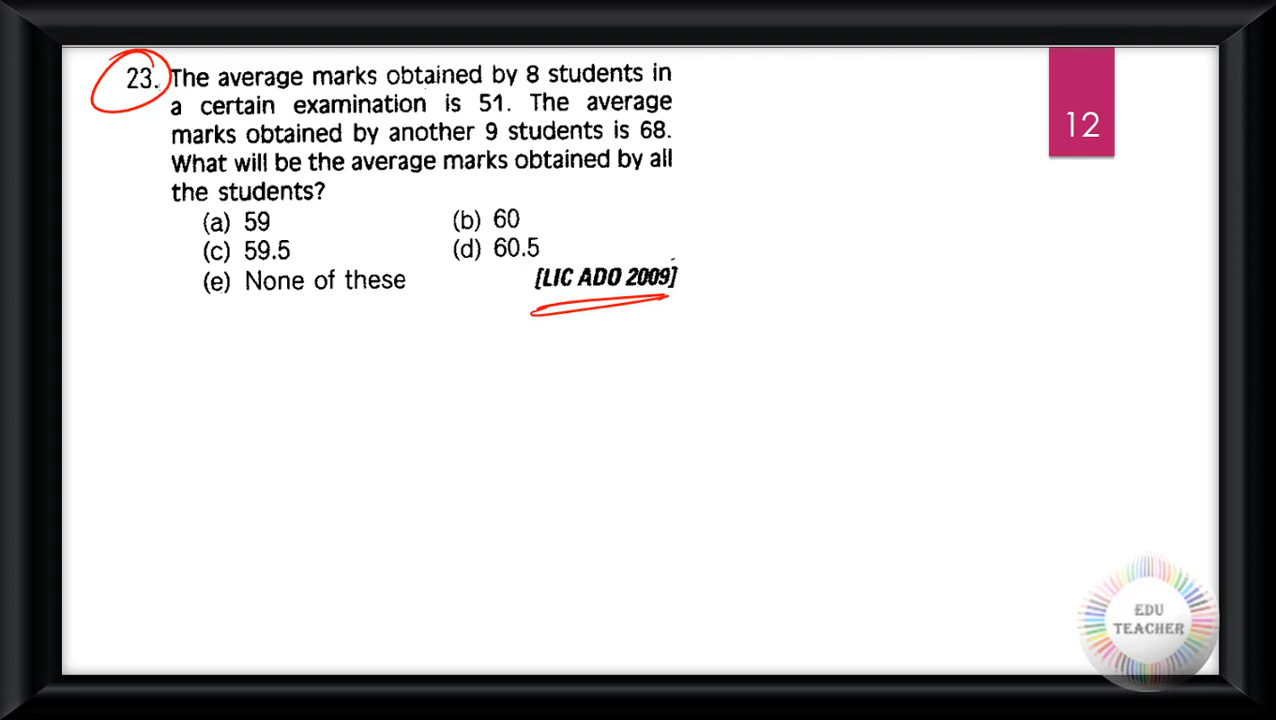 23. The average marks obtained by 8 students in
a certain examination is 51. The average
marks obtained by another 9 students is 68.
What will be the average marks obtained by all
the students?
(a) 59 (b) 60
(c) 59.5 (d) 60.5
(e) None of these [LIC ADO 2009]
12
EDU
TEACHER